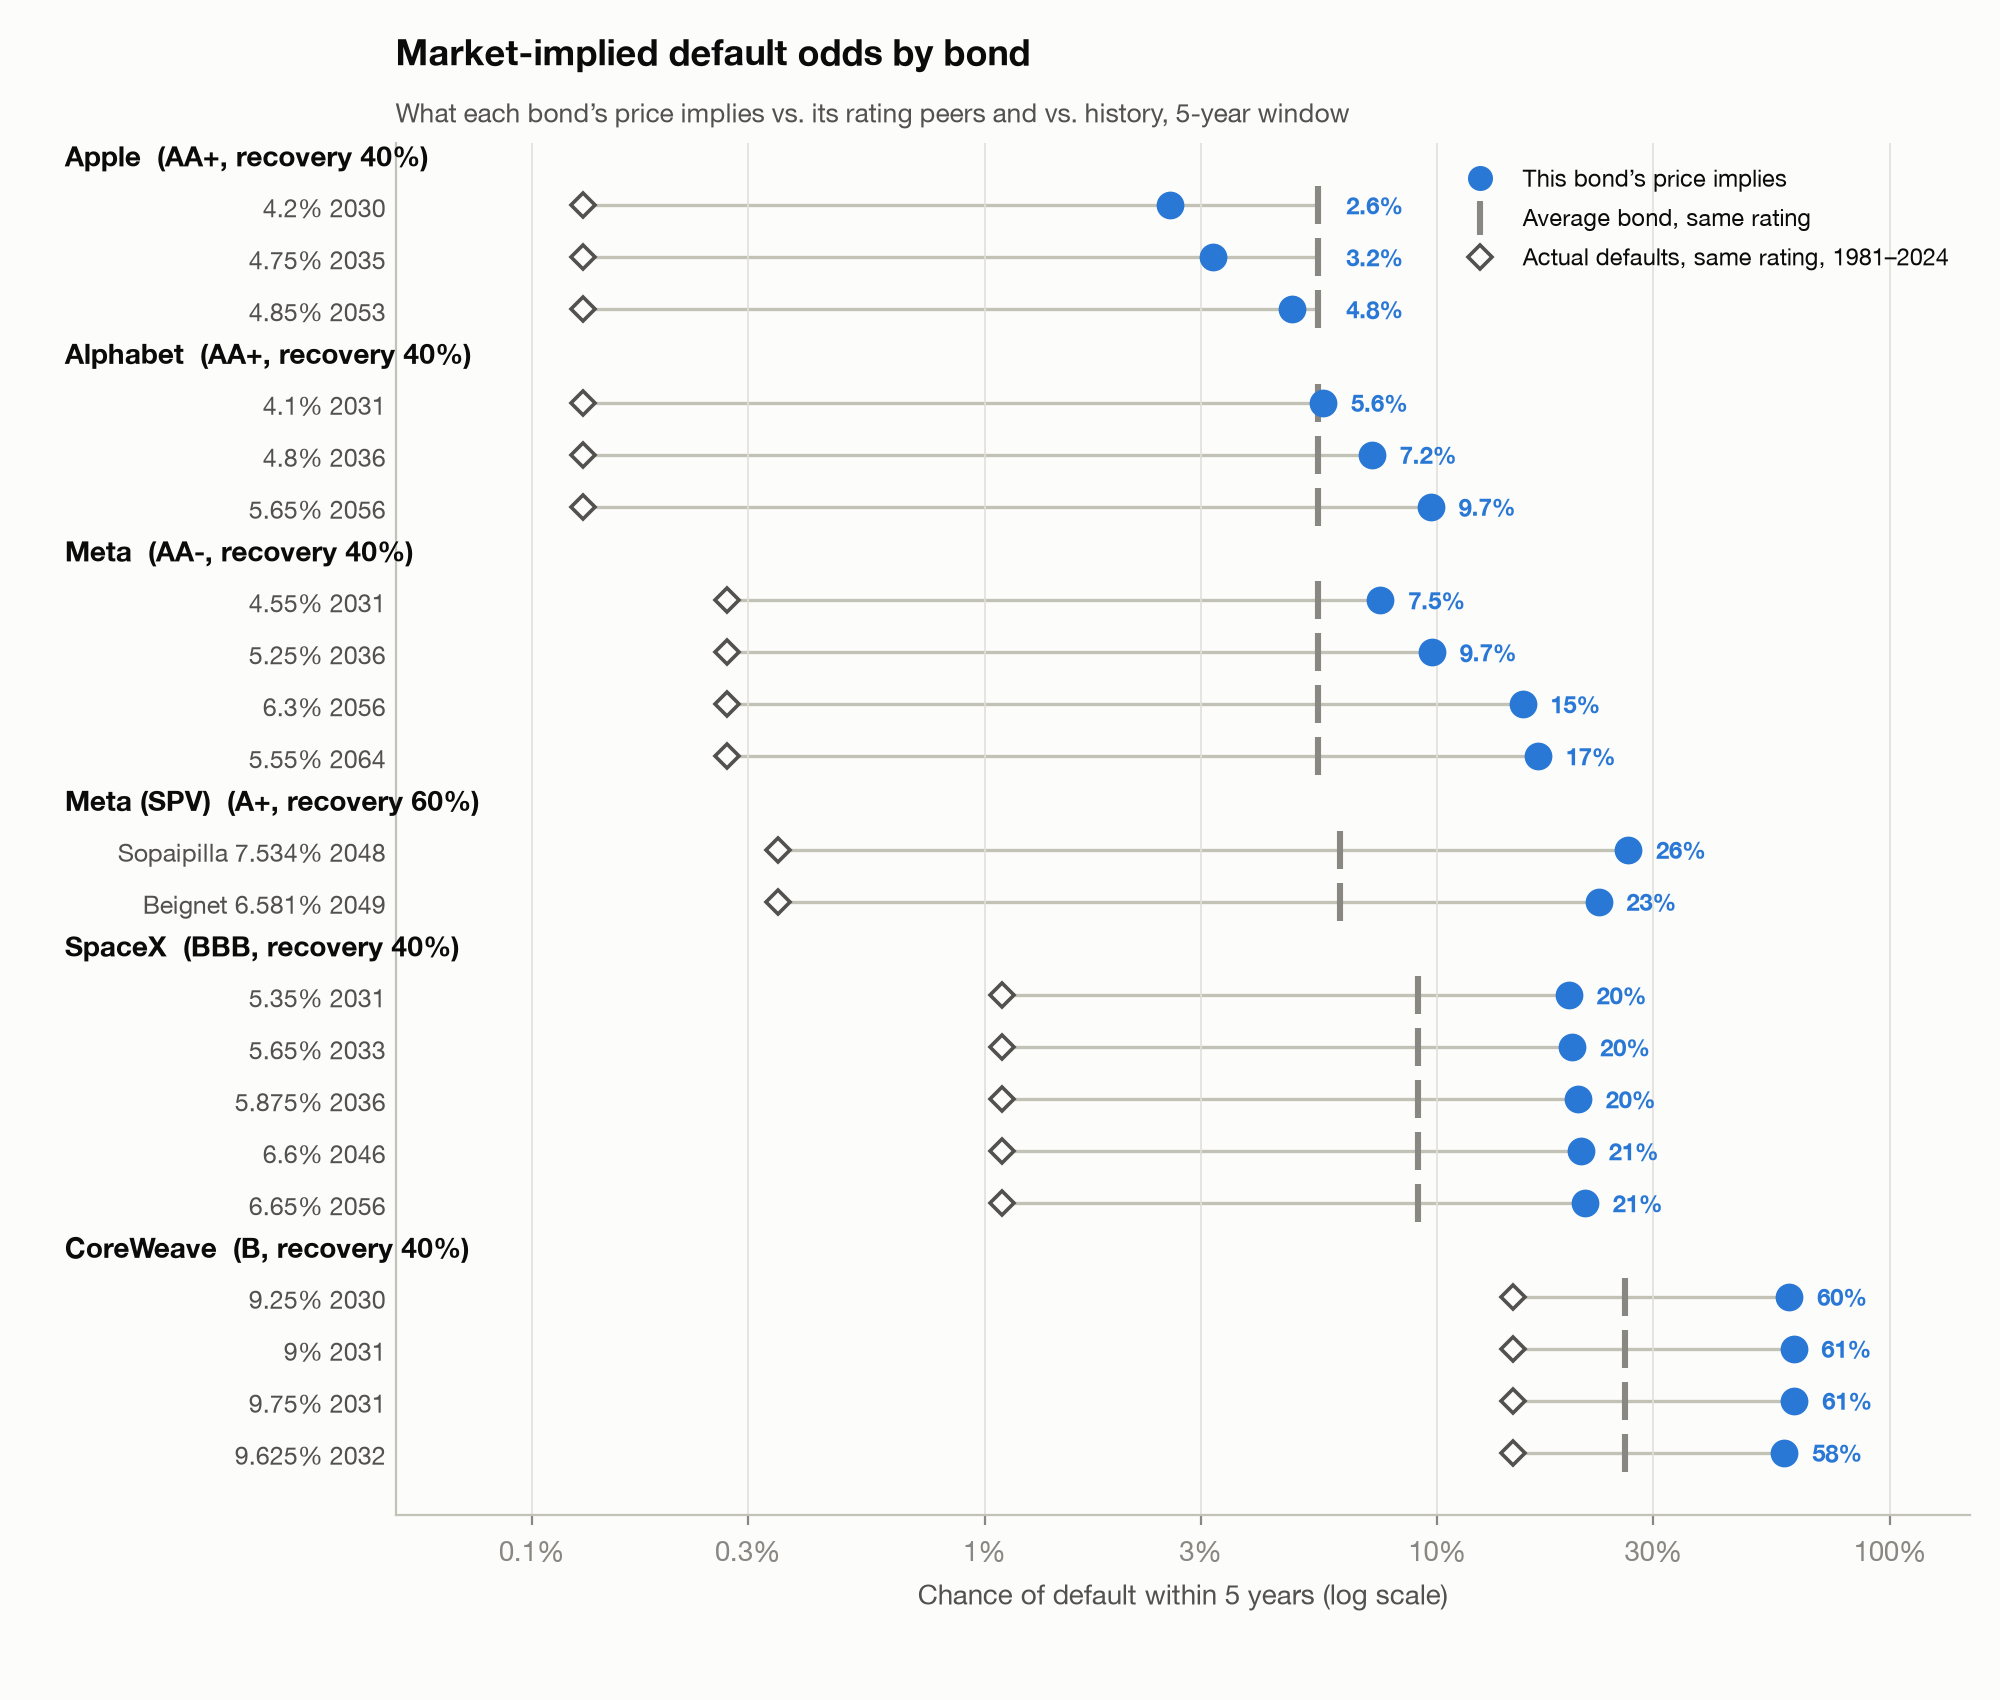 Market-implied default odds by bond
What each bond’s price implies vs. its rating peers and vs. history, 5-year window
Apple (AA+, recovery 40%)
This bond’s price implies
4.2% 2030
2.6%
Average bond, same rating
4.75% 2035
3.2%
Actual defaults, same rating, 1981–2024
4.85% 2053
4.8%
Alphabet (AA+, recovery 40%)
4.1% 2031
5.6%
4.8% 2036
7.2%
5.65% 2056
9.7%
Meta (AA-, recovery 40%)
4.55% 2031
7.5%
5.25% 2036
9.7%
6.3% 2056
15%
5.55% 2064
17%
Meta (SPV) (A+, recovery 60%)
Sopaipilla 7.534% 2048
26%
Beignet 6.581% 2049
23%
SpaceX (BBB, recovery 40%)
5.35% 2031
20%
5.65% 2033
20%
5.875% 2036
20%
6.6% 2046
21%
6.65% 2056
21%
CoreWeave (B, recovery 40%)
9.25% 2030
60%
9% 2031
61%
9.75% 2031
61%
9.625% 2032
58%
0.1% 0.3% 1% 3% 10% 30% 100%
Chance of default within 5 years (log scale)